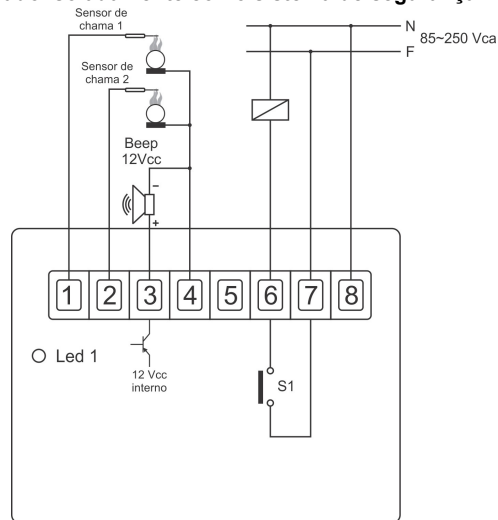 Sensor de
chama 1
Sensor de
chama 2
Beep
12Vcc
-
+
N
F
85~250 Vca
1 2 3 4 5 6 7 8
Led 1
12 Vcc
interno
S1